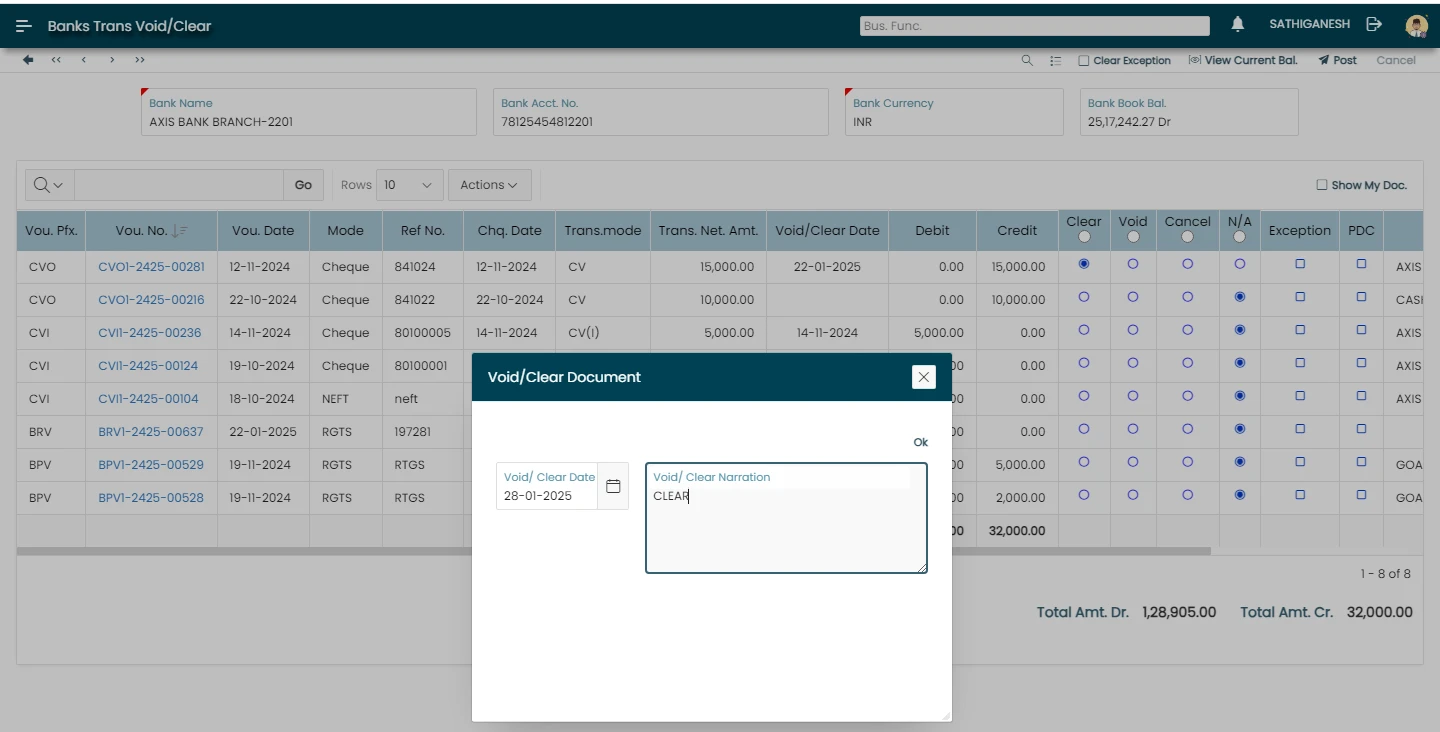 Banks Trans Void/Clear Bus. Func. SATHIGANESH
Clear Exception View Current Bal. Post Cancel
Bank Name Bank Acct. No. Bank Currency Bank Book Bal.
AXIS BANK BRANCH-2201 78125454812201 INR 25,17,242.27 Dr
Go Rows 10 Actions Show My Doc.
Vou. Pfx. Vou. No. Vou. Date Mode Ref No. Chq. Date Trans.mode Trans. Net. Amt. Void/Clear Date Debit Credit Clear Void Cancel N/A Exception PDC
CVO CVO1-2425-00281 12-11-2024 Cheque 841024 12-11-2024 CV 15,000.00 22-01-2025 0.00 15,000.00 AXIS
CVO CVO1-2425-00216 22-10-2024 Cheque 841022 22-10-2024 CV 10,000.00 0.00 10,000.00 CASH
CVI CVI1-2425-00236 14-11-2024 Cheque 80100005 14-11-2024 CV(I) 5,000.00 14-11-2024 5,000.00 0.00 AXIS
CVI CVI1-2425-00124 19-10-2024 Cheque 80100001 00 0.00 AXIS
CVI CVI1-2425-00104 18-10-2024 NEFT neft 00 0.00 AXIS
BRV BRV1-2425-00637 22-01-2025 RGTS 197281 00 0.00
BPV BPV1-2425-00529 19-11-2024 RGTS RTGS 00 5,000.00 GOA
BPV BPV1-2425-00528 19-11-2024 RGTS RTGS 00 2,000.00 GOA
00 32,000.00
1 - 8 of 8
Total Amt. Dr. 1,28,905.00 Total Amt. Cr. 32,000.00
Void/Clear Document
Ok
Void/ Clear Date Void/ Clear Narration
28-01-2025 CLEAR